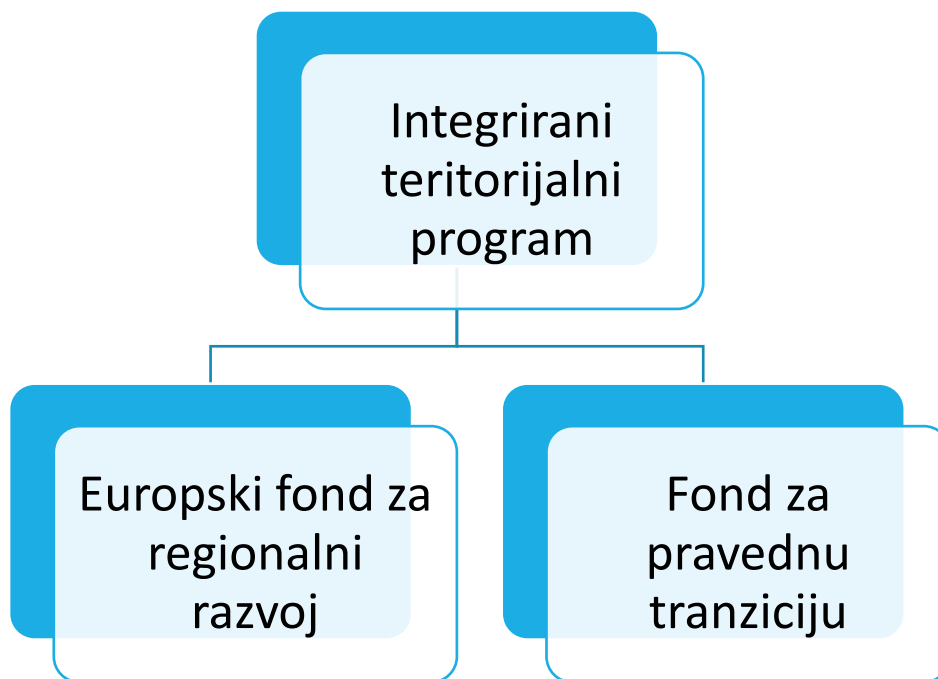 Integrirani
teritorijalni
program
Europski fond za
regionalni
razvoj
Fond za
pravednu
tranziciju